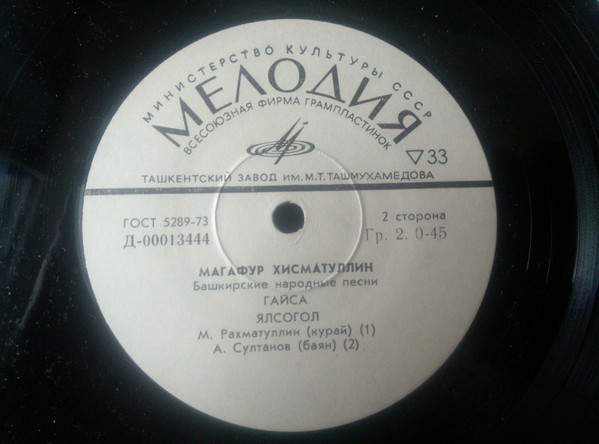 МИНИСТЕРСТВО КУЛЬТУРЫ СССР
МЕЛОДИЯ
ВСЕСОЮЗНАЯ ФИРМА ГРАМПЛАСТИНОК
▽33
ТАШКЕНТСКИЙ ЗАВОД ИМ. М.Т. ТАШМУХАМЕДОВА
ГОСТ 5289-73
2 сторона
Д-00013444
Гр. 2. 0-45
МАГАФУР ХИСМАТУЛЛИН
Башкирские народные песни
ГАЙСА
ЯЛСОГОЛ
М. Рахматуллин (курай) (1)
А. Султанов (баян) (2)